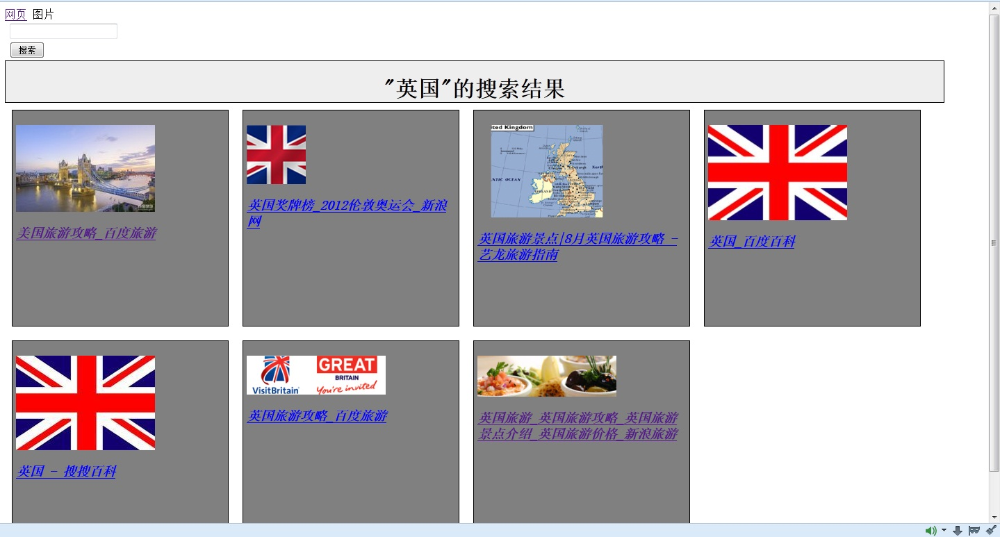 网页 图片
搜索
"英国"的搜索结果
美国旅游攻略_百度旅游
英国奖牌榜_2012伦敦奥运会_新浪
网
ited Kingdom
NTIC OCEAN
IRELAND
英国旅游景点|8月英国旅游攻略 -
艺龙旅游指南
英国_百度百科
英国 - 搜搜百科
VisitBritain
GREAT
BRITAIN
You're invited
英国旅游攻略_百度旅游
英国旅游_英国旅游攻略_英国旅游
景点介绍_英国旅游价格_新浪旅游